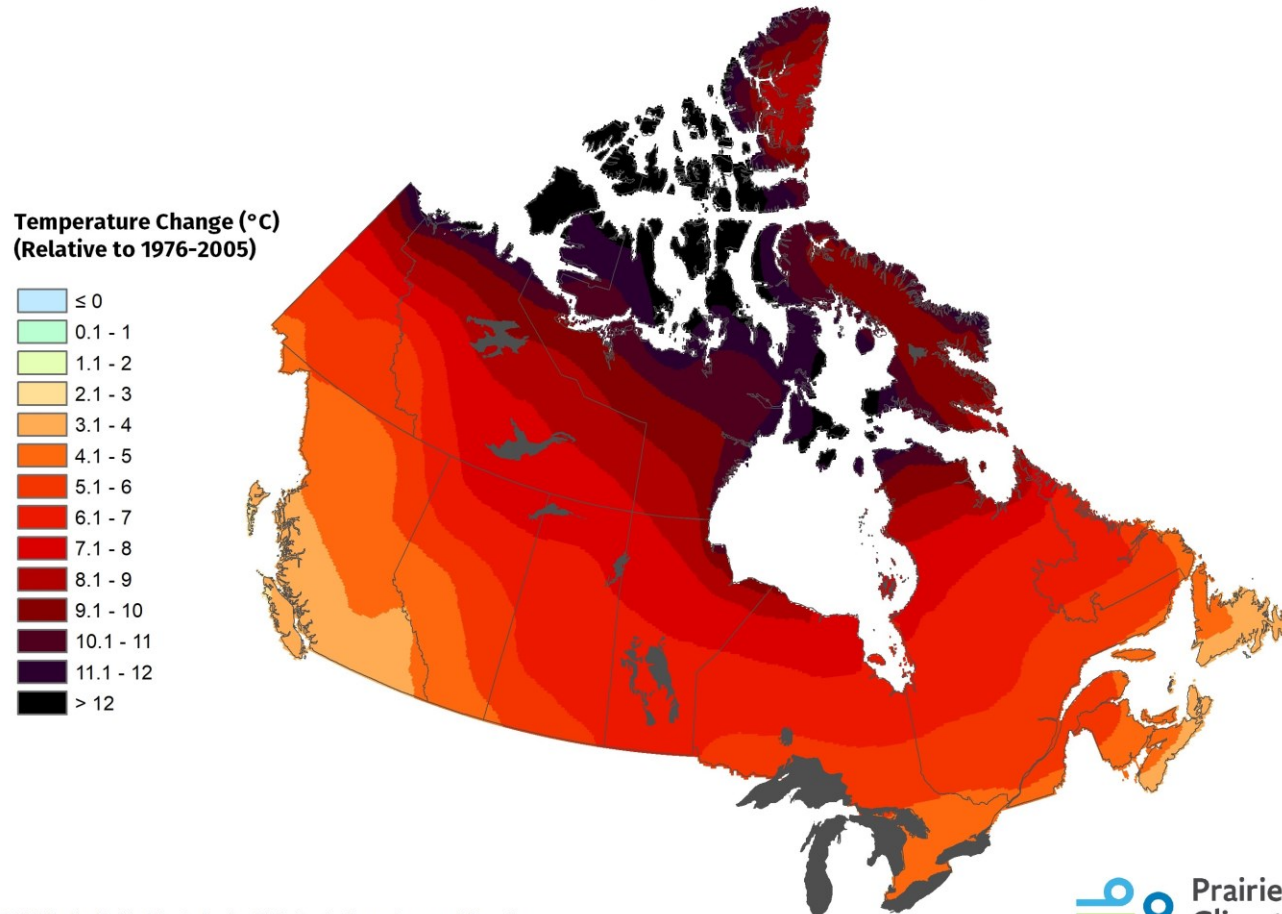 Temperature Change (°C)
(Relative to 1976-2005)
≤ 0
0.1 - 1
1.1 - 2
2.1 - 3
3.1 - 4
4.1 - 5
5.1 - 6
6.1 - 7
7.1 - 8
8.1 - 9
9.1 - 10
10.1 - 11
11.1 - 12
> 12
Prairie